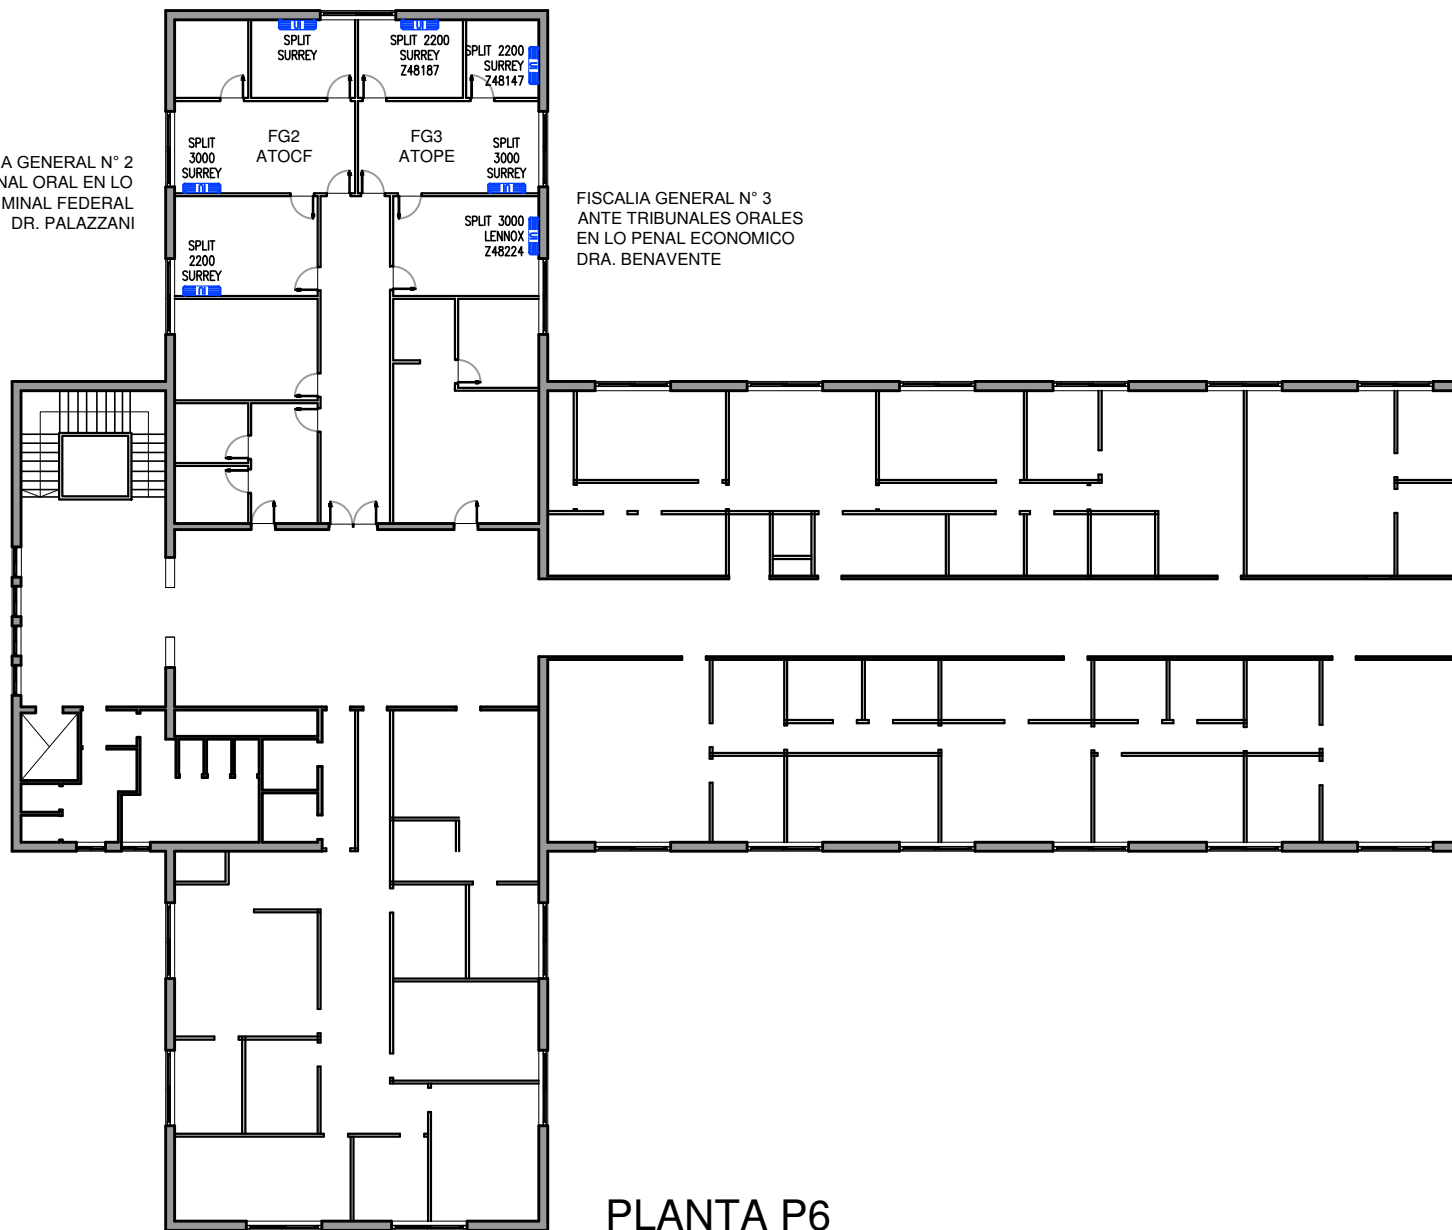 SPLIT
SURREY
SPLIT 2200
SURREY
Z48187
SPLIT 2200
SURREY
Z48147
FG2
ATOCF
FG3
ATOPE
SPLIT
3000
SURREY
SPLIT
3000
SURREY
A GENERAL N° 2
NAL ORAL EN LO
MINAL FEDERAL
DR. PALAZZANI
FISCALIA GENERAL N° 3
ANTE TRIBUNALES ORALES
EN LO PENAL ECONOMICO
DRA. BENAVENTE
SPLIT 3000
LENNOX
Z48224
SPLIT
2200
SURREY
PLANTA P6